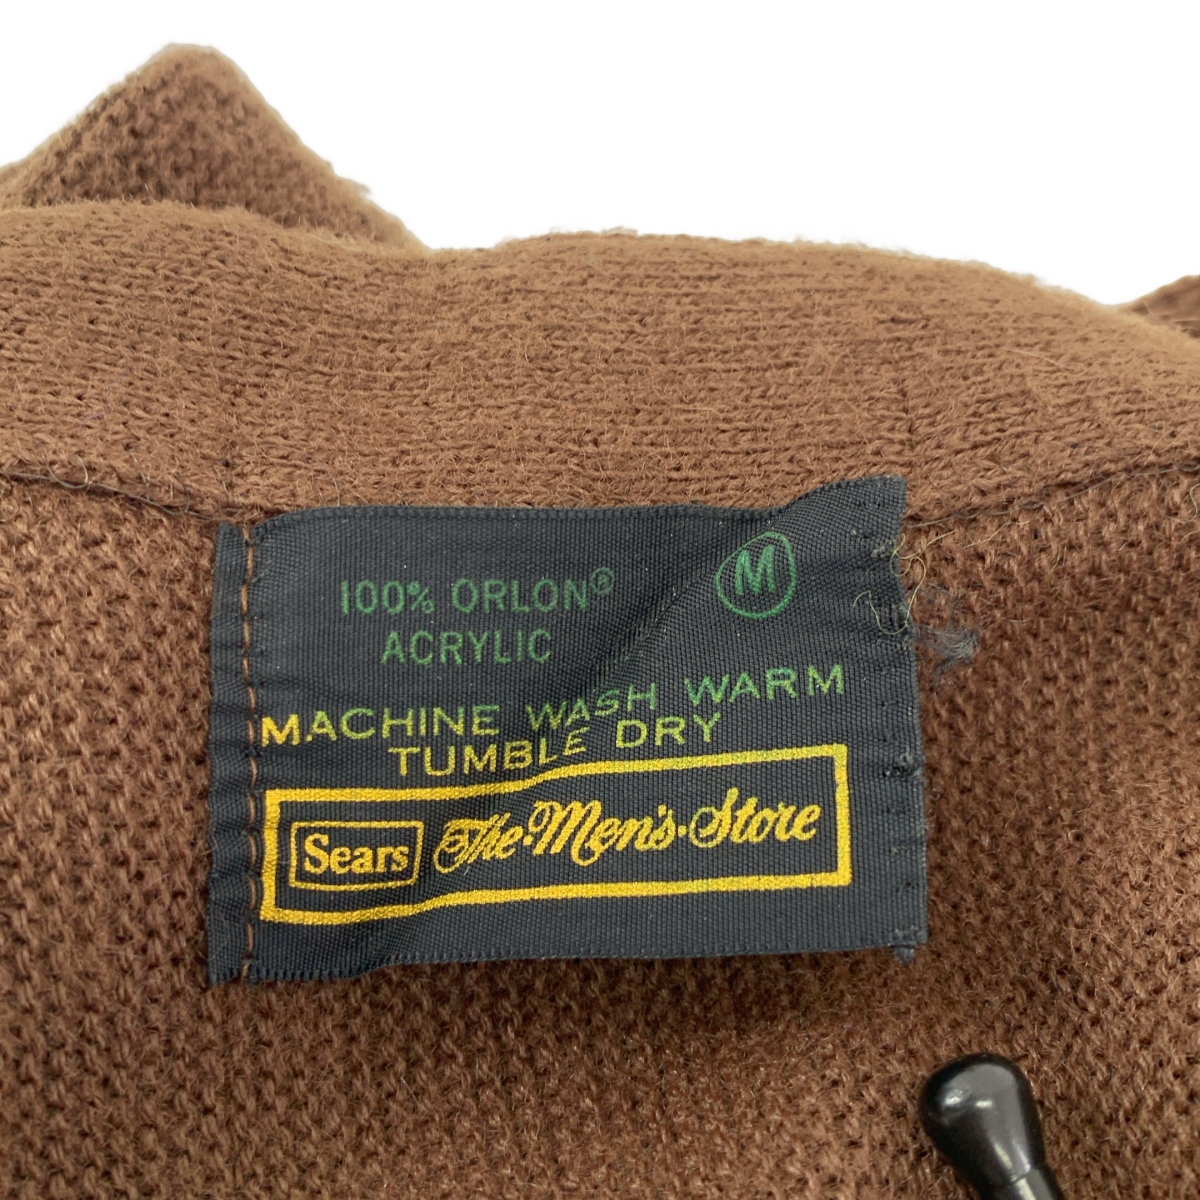 M
100% ORLON®
ACRYLIC
MACHINE WASH WARM
TUMBLE DRY
Sears The•Men's•Store